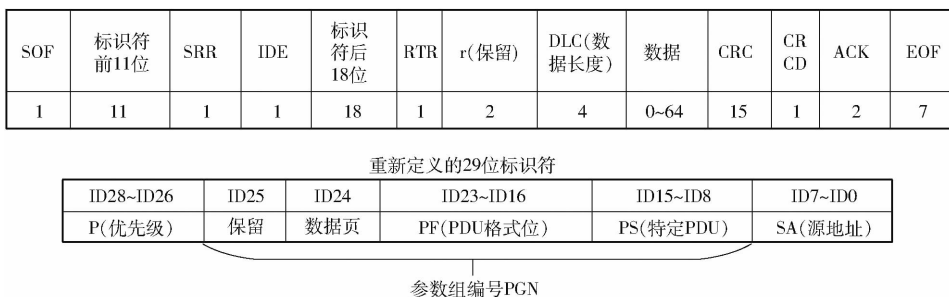 SOF 标识符前11位 SRR IDE 标识符后18位 RTR r(保留) DLC(数据长度) 数据 CRC CRCD ACK EOF
1 11 1 1 18 1 2 4 0~64 15 1 2 7
重新定义的29位标识符
ID28~ID26 ID25 ID24 ID23~ID16 ID15~ID8 ID7~ID0
P(优先级) 保留 数据页 PF(PDU格式位) PS(特定PDU) SA(源地址)
参数组编号PGN